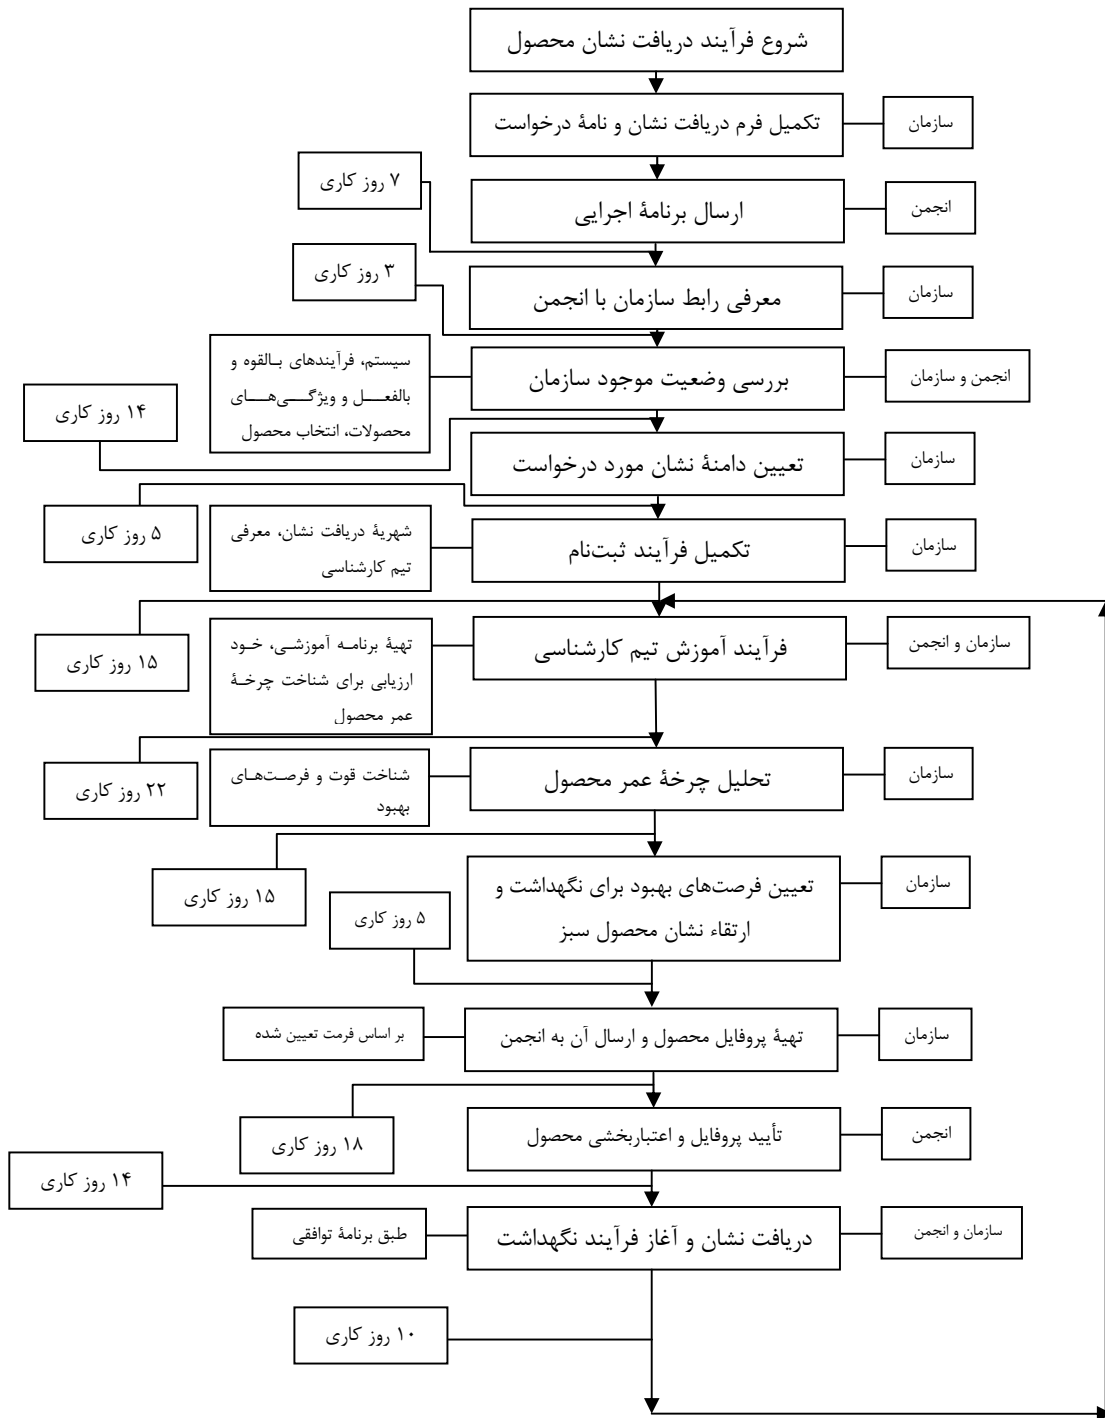 شروع فرآیند دریافت نشان محصول
تکمیل فرم دریافت نشان و نامهٔ درخواست
سازمان
۷ روز کاری
ارسال برنامهٔ اجرایی
انجمن
۳ روز کاری
معرفی رابط سازمان با انجمن
سازمان
سیستم، فرآیندهای بالقوه و
بالفعل و ویژگی‌های
محصولات، انتخاب محصول
بررسی وضعیت موجود سازمان
انجمن و سازمان
۱۴ روز کاری
تعیین دامنهٔ نشان مورد درخواست
سازمان
۵ روز کاری
شهریهٔ دریافت نشان، معرفی
تیم کارشناسی
تکمیل فرآیند ثبت‌نام
سازمان
۱۵ روز کاری
تهیهٔ برنامه آموزشی، خود
ارزیابی برای شناخت چرخهٔ
عمر محصول
فرآیند آموزش تیم کارشناسی
سازمان و انجمن
۲۲ روز کاری
شناخت قوت و فرصت‌های
بهبود
تحلیل چرخهٔ عمر محصول
سازمان
۱۵ روز کاری
تعیین فرصت‌های بهبود برای نگهداشت و
ارتقاء نشان محصول سبز
سازمان
۵ روز کاری
بر اساس فرمت تعیین شده
تهیهٔ پروفایل محصول و ارسال آن به انجمن
سازمان
۱۸ روز کاری
تأیید پروفایل و اعتباربخشی محصول
انجمن
۱۴ روز کاری
طبق برنامهٔ توافقی
دریافت نشان و آغاز فرآیند نگهداشت
سازمان و انجمن
۱۰ روز کاری